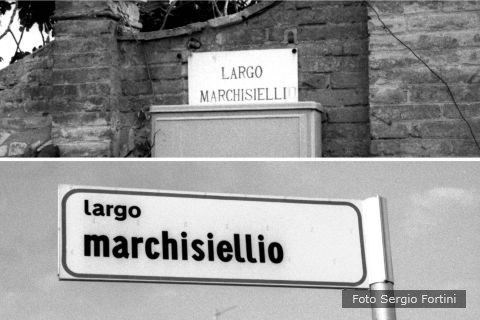 LARGO
MARCHISIELLI
largo
marchisiellio
Foto Sergio Fortini